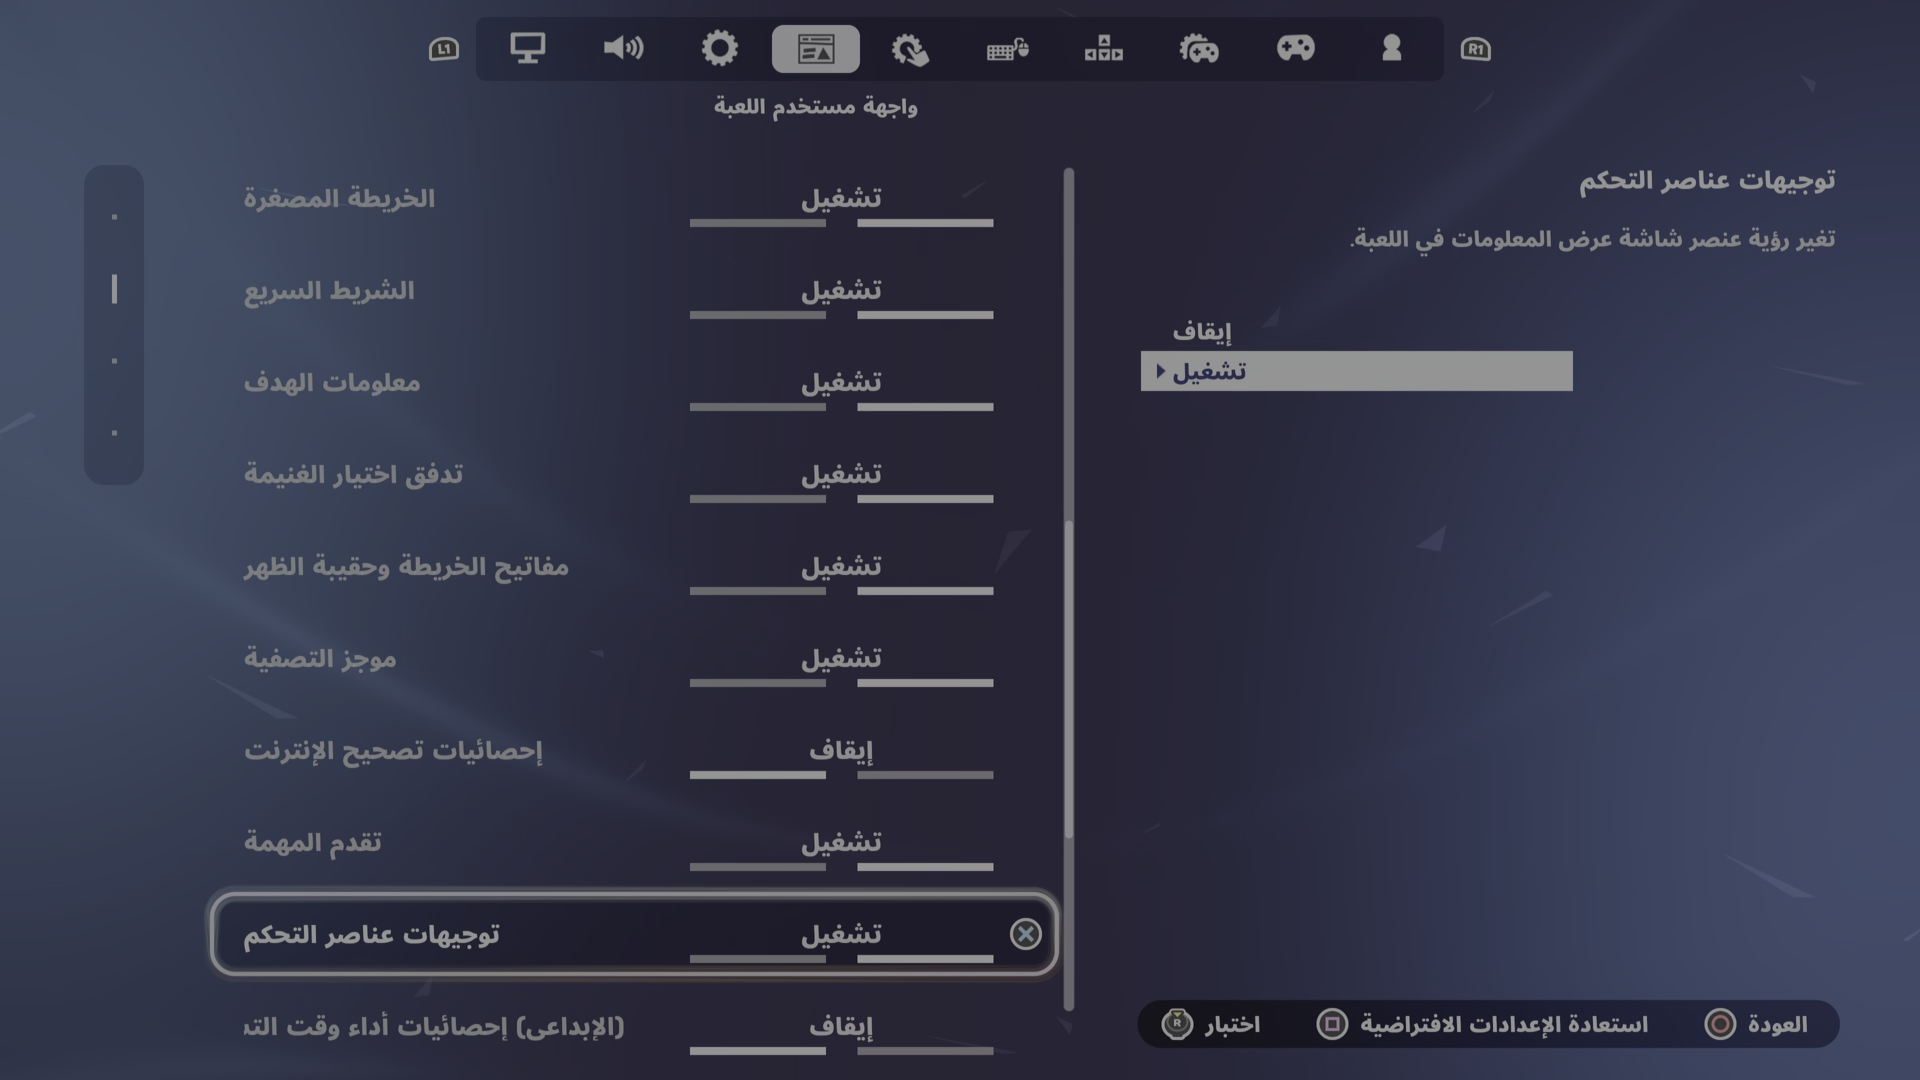 L1
R1
واجهة مستخدم اللعبة
الخريطة المصغرة
تشغيل
الشريط السريع
تشغيل
معلومات الهدف
تشغيل
تدفق اختيار الغنيمة
تشغيل
مفاتيح الخريطة وحقيبة الظهر
تشغيل
موجز التصفية
تشغيل
إحصائيات تصحيح الإنترنت
إيقاف
تقدم المهمة
تشغيل
توجيهات عناصر التحكم
تشغيل
(الإبداعي) إحصائيات أداء وقت
إيقاف
توجيهات عناصر التحكم
تغير رؤية عنصر شاشة عرض المعلومات في اللعبة.
إيقاف
تشغيل
العودة
استعادة الإعدادات الافتراضية
اختبار
R